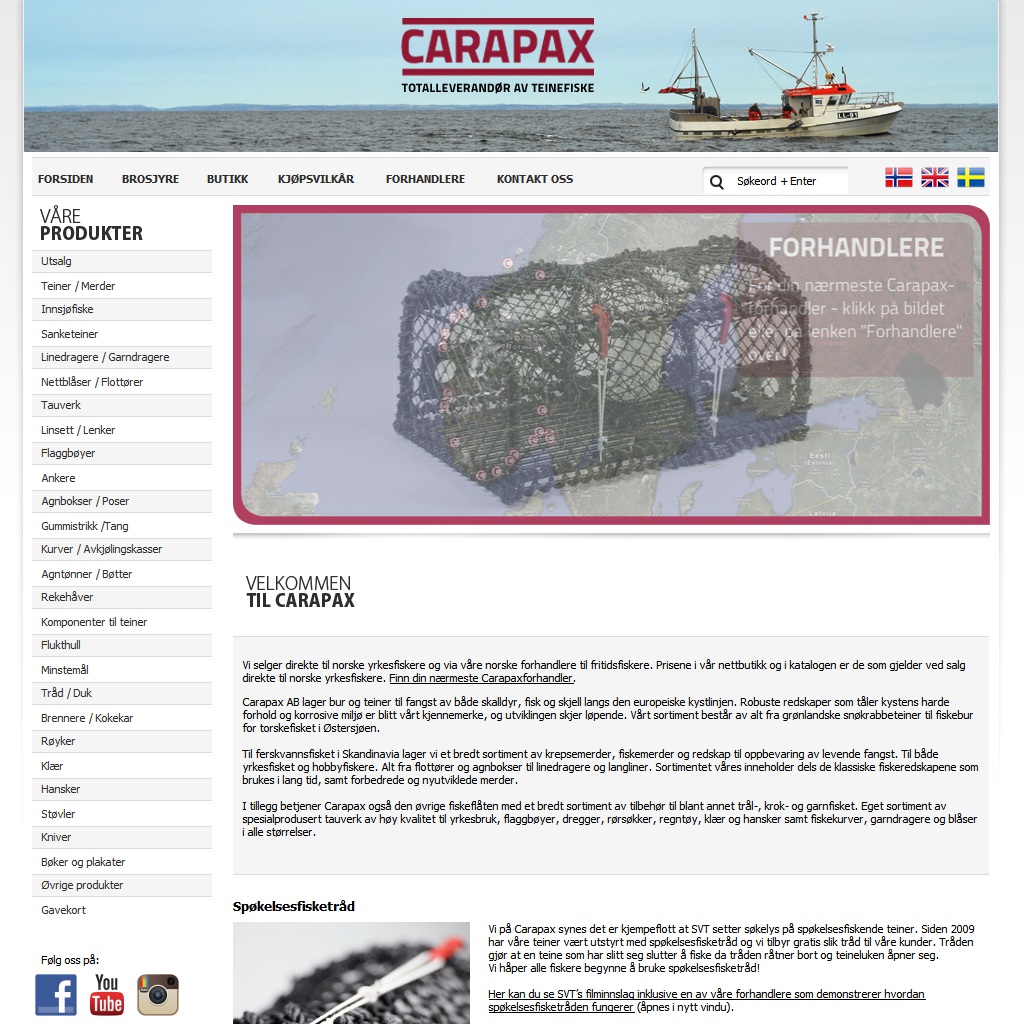 CARAPAX
TOTALLEVERANDØR AV TEINEFISKE
LL-91
FORSIDEN BROSJYRE BUTIKK KJØPSVILKÅR FORHANDLERE KONTAKT OSS
Søkeord + Enter
VÅRE
PRODUKTER
Utsalg
Teiner / Merder
Innsjøfiske
Sanketeiner
Linedragere / Garndragere
Nettblåser / Flottører
Tauverk
Linsett / Lenker
Flaggbøyer
Ankere
Agnbokser / Poser
Gummistrikk /Tang
Kurver / Avkjølingskasser
Agntønner / Bøtter
Rekehåver
Komponenter til teiner
Flukthull
Minstemål
Tråd / Duk
Brennere / Kokekar
Røyker
Klær
Hansker
Støvler
Kniver
Bøker og plakater
Øvrige produkter
Gavekort
Følg oss på:
f
You
Tube
FORHANDLERE
For din nærmeste Carapax-
forhandler - klikk på bildet
eller på lenken "Forhandlere"
over!
Eesti
(Estonia)
Latvija
VELKOMMEN
TIL CARAPAX
Vi selger direkte til norske yrkesfiskere og via våre norske forhandlere til fritidsfiskere. Prisene i vår nettbutikk og i katalogen er de som gjelder ved salg
direkte til norske yrkesfiskere. Finn din nærmeste Carapaxforhandler.
Carapax AB lager bur og teiner til fangst av både skalldyr, fisk og skjell langs den europeiske kystlinjen. Robuste redskaper som tåler kystens harde
forhold og korrosive miljø er blitt vårt kjennemerke, og utviklingen skjer løpende. Vårt sortiment består av alt fra grønlandske snøkrabbeteiner til fiskebur
for torskefisket i Østersjøen.
Til ferskvannsfisket i Skandinavia lager vi et bredt sortiment av krepsemerder, fiskemerder og redskap til oppbevaring av levende fangst. Til både
yrkesfisket og hobbyfiskere. Alt fra flottører og agnbokser til linedragere og langliner. Sortimentet våres inneholder dels de klassiske fiskeredskapene som
brukes i lang tid, samt forbedrede og nyutviklede merder.
I tillegg betjener Carapax også den øvrige fiskeflåten med et bredt sortiment av tilbehør til blant annet trål-, krok- og garnfisket. Eget sortiment av
spesialprodusert tauverk av høy kvalitet til yrkesbruk, flaggbøyer, dregger, rørsøkker, regntøy, klær og hansker samt fiskekurver, garndragere og blåser
i alle størrelser.
Spøkelsesfisketråd
Vi på Carapax synes det er kjempeflott at SVT setter søkelys på spøkelsesfiskende teiner. Siden 2009
har våre teiner vært utstyrt med spøkelsesfisketråd og vi tilbyr gratis slik tråd til våre kunder. Tråden
gjør at en teine som har slitt seg slutter å fiske da tråden råtner bort og teineluken åpner seg.
Vi håper alle fiskere begynne å bruke spøkelsesfisketråd!
Her kan du se SVT's filminnslag inklusive en av våre forhandlere som demonstrerer hvordan
spøkelsesfisketråden fungerer (åpnes i nytt vindu).